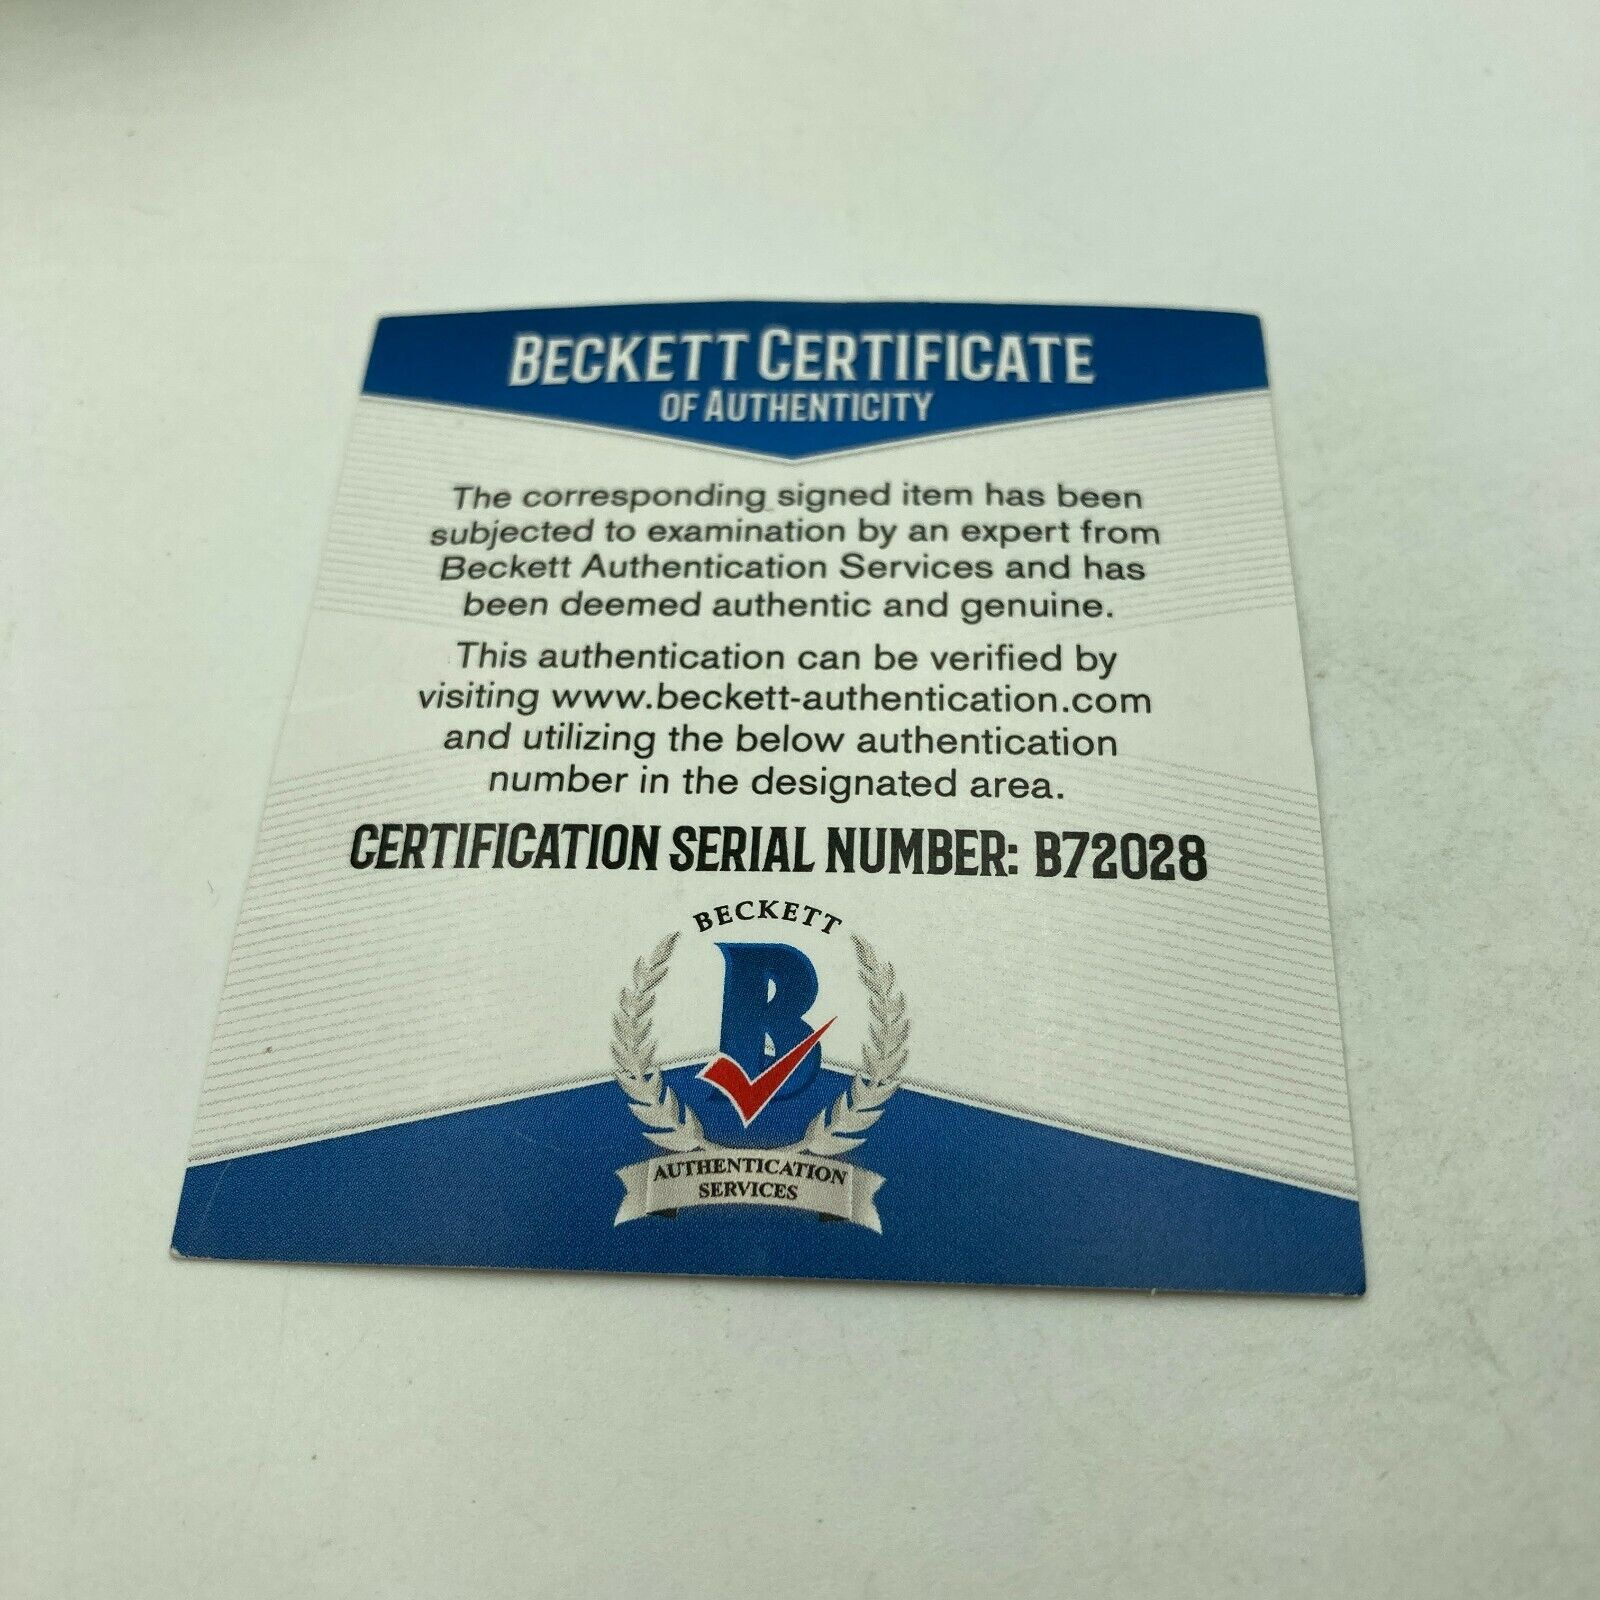 BECKETT CERTIFICATE
OF AUTHENTICITY
The corresponding signed item has been
subjected to examination by an expert from
Beckett Authentication Services and has
been deemed authentic and genuine.
This authentication can be verified by
visiting www.beckett-authentication.com
and utilizing the below authentication
number in the designated area.
CERTIFICATION SERIAL NUMBER: B72028
BECKETT
B
AUTHENTICATION
SERVICES